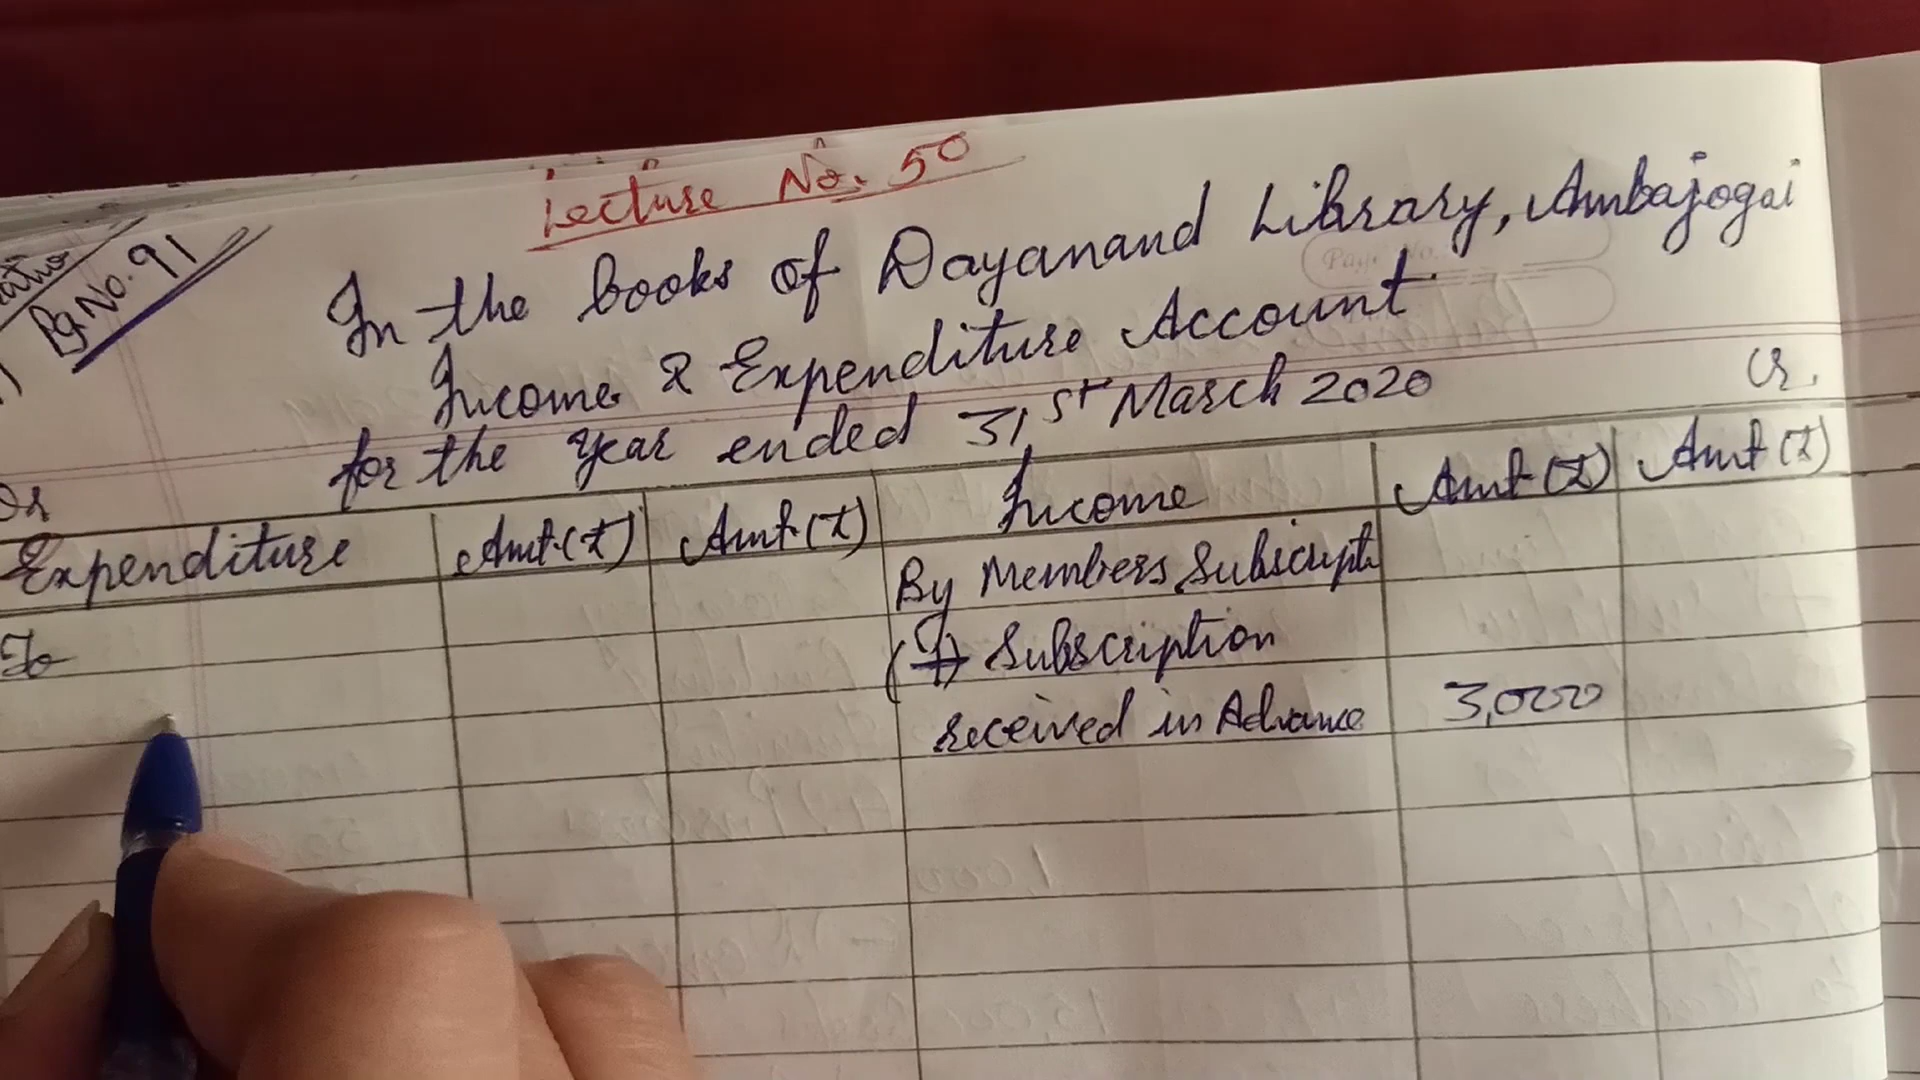 Lecture No. 50
Pg No. 91
In the books of Dayanand Library, Ambajogai
Income & Expenditure Account
for the year ended 31st March 2020
Dr
Cr.
Expenditure Amt.(₹) Amt.(₹) Income Amt(₹) Amt(₹)
By Members Subscript.
To
(+) Subscription
received in Advance 3,000